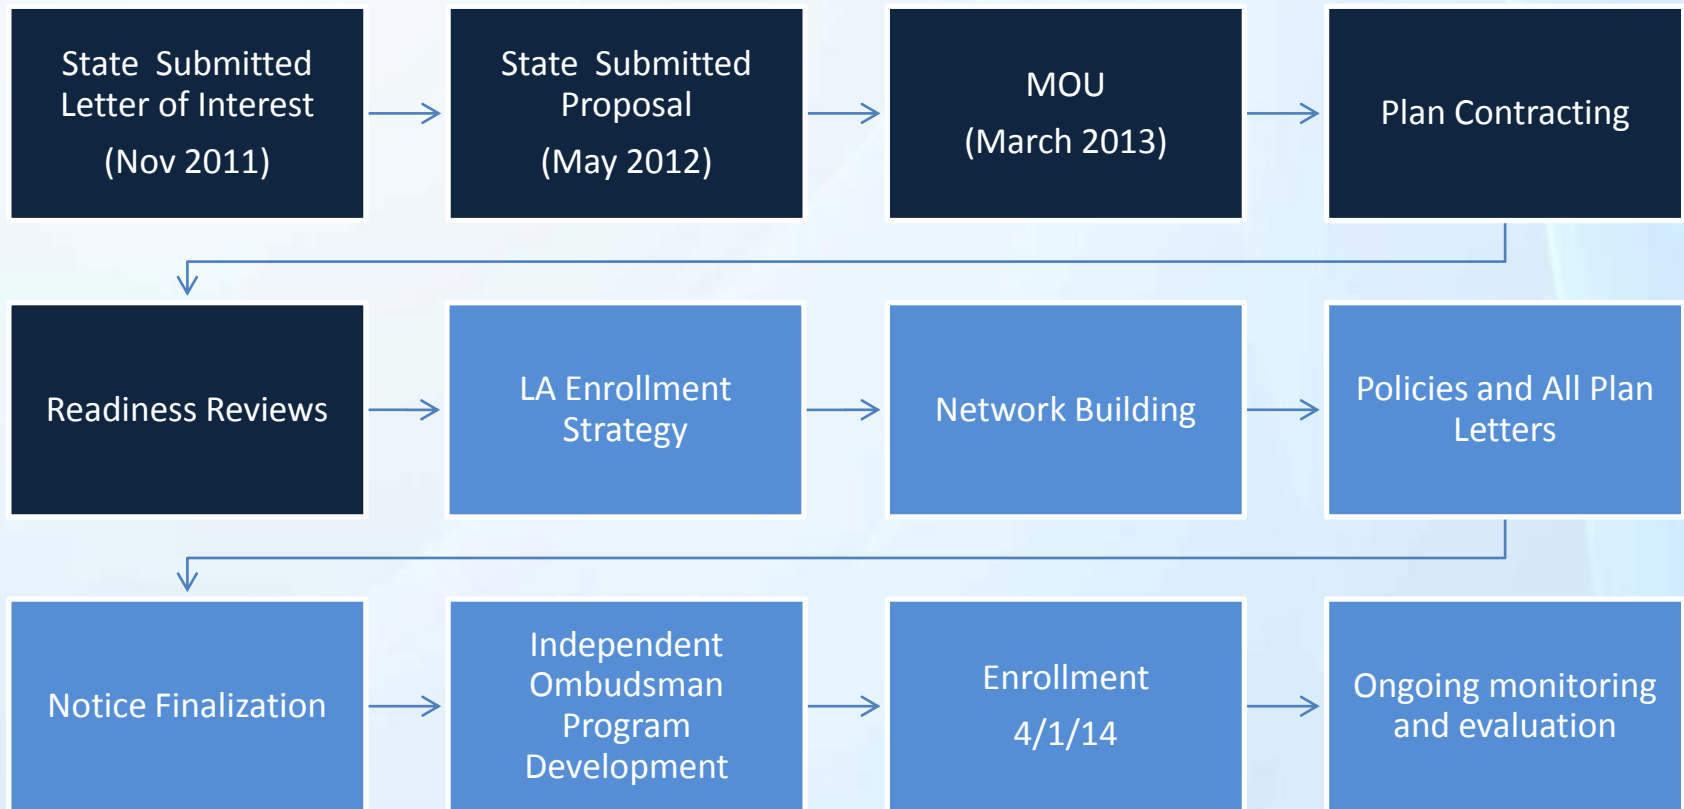 State Submitted
Letter of Interest
(Nov 2011)
State Submitted
Proposal
(May 2012)
MOU
(March 2013)
Plan Contracting
Readiness Reviews
LA Enrollment
Strategy
Network Building
Policies and All Plan
Letters
Notice Finalization
Independent
Ombudsman
Program
Development
Enrollment
4/1/14
Ongoing monitoring
and evaluation